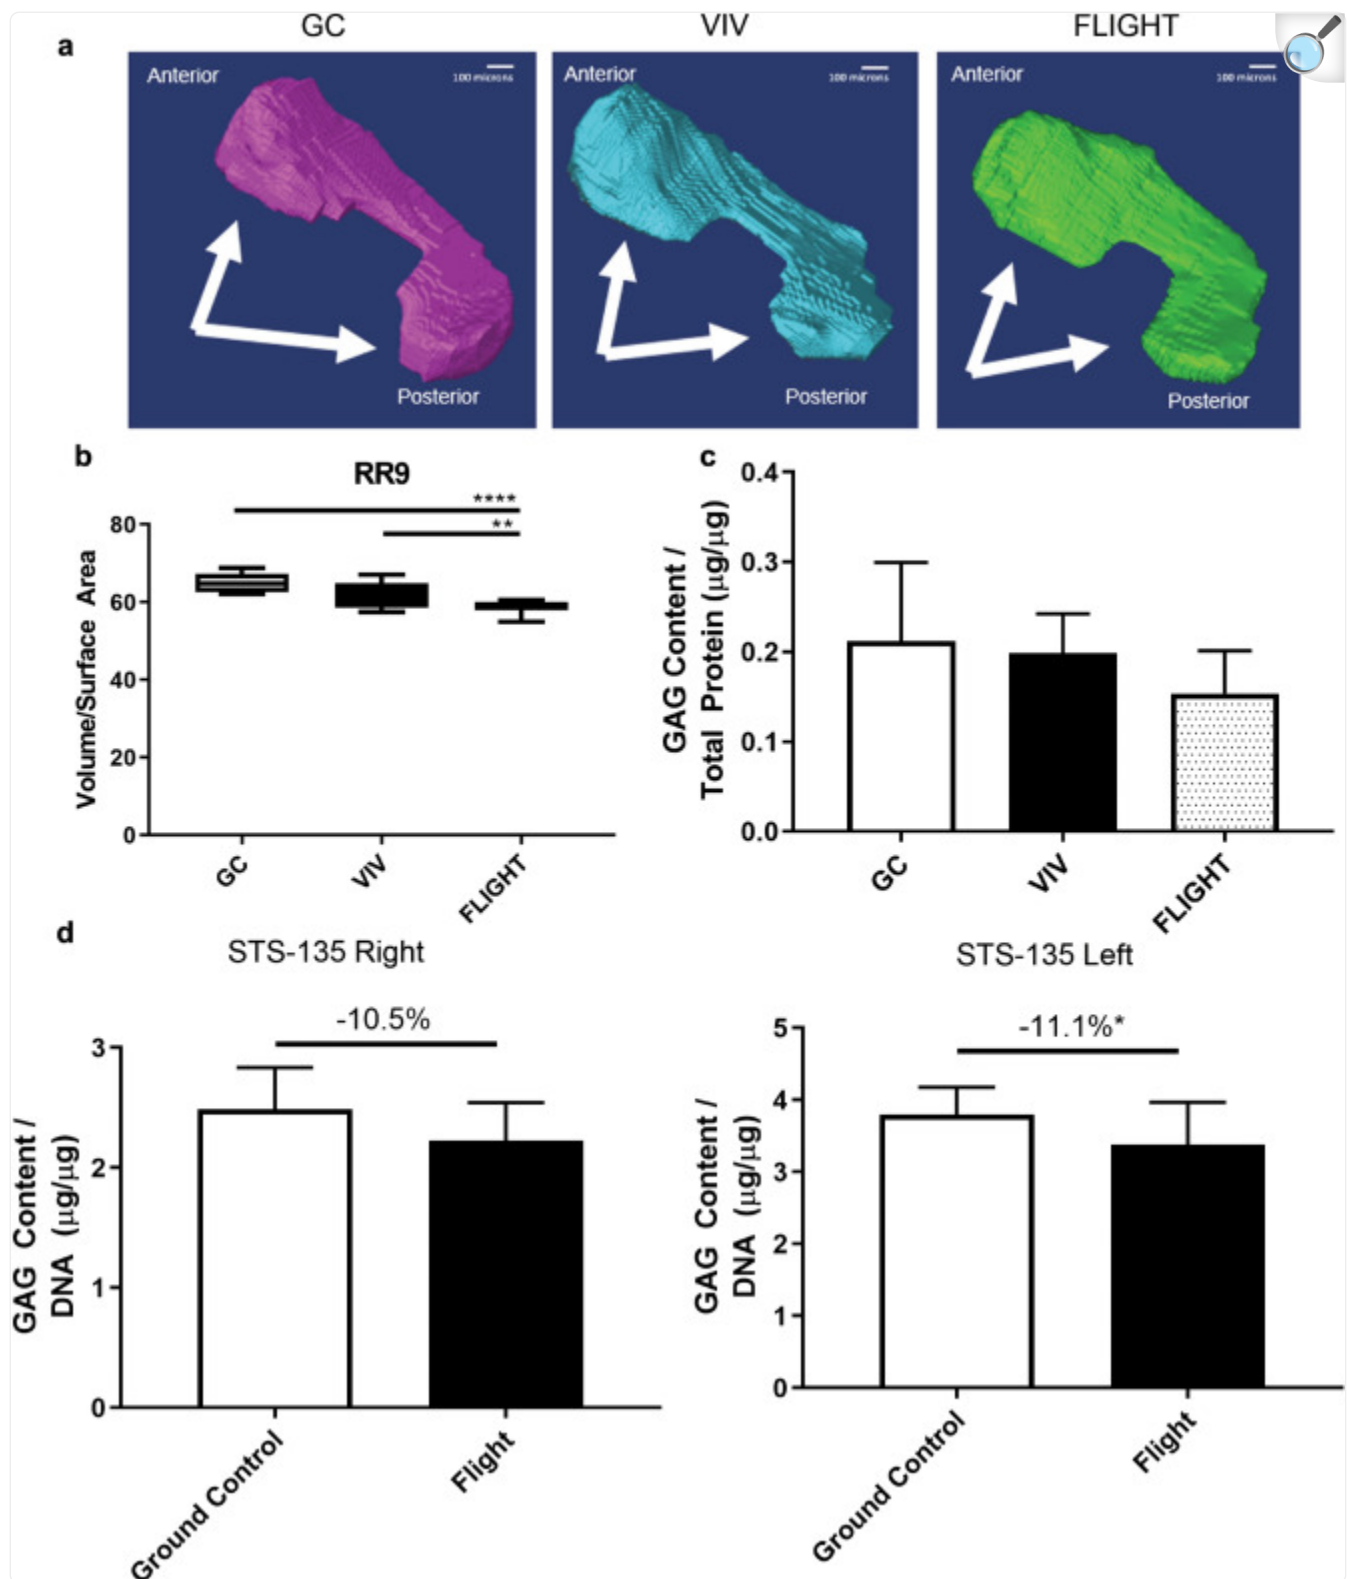 GC
VIV
FLIGHT
a
Anterior
100 microns
Posterior
Anterior
100 microns
Posterior
Anterior
100 microns
Posterior
b
RR9
****
**
Volume/Surface Area
80
60
40
20
0
GC
VIV
FLIGHT
c
GAG Content /
Total Protein (µg/µg)
0.4
0.3
0.2
0.1
0.0
GC
VIV
FLIGHT
d
STS-135 Right
-10.5%
GAG Content /
DNA (µg/µg)
3
2
1
0
Ground Control
Flight
STS-135 Left
-11.1%*
GAG Content /
DNA (µg/µg)
5
4
3
2
1
0
Ground Control
Flight